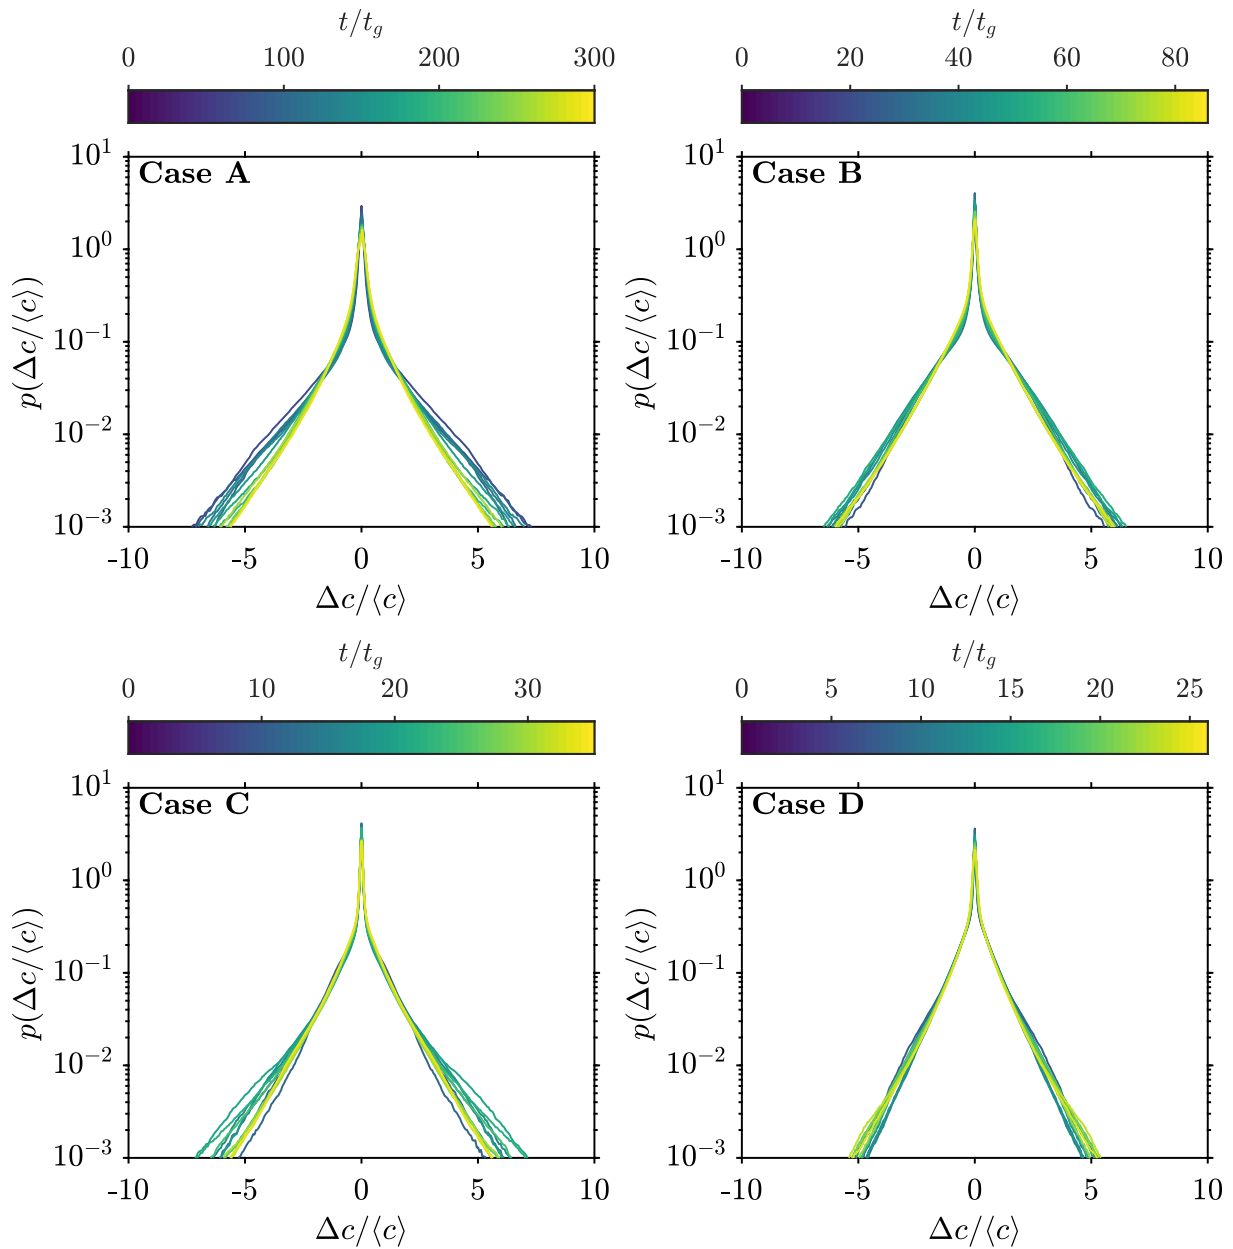 t/t_g t/t_g
0 100 200 300 0 20 40 60 80
10^1 Case A 10^1 Case B
10^0 10^0
p(Δc/⟨c⟩) p(Δc/⟨c⟩)
10^{-1} 10^{-1}
10^{-2} 10^{-2}
10^{-3} 10^{-3}
-10 -5 0 5 10 -10 -5 0 5 10
Δc/⟨c⟩ Δc/⟨c⟩
t/t_g t/t_g
0 10 20 30 0 5 10 15 20 25
10^1 Case C 10^1 Case D
10^0 10^0
p(Δc/⟨c⟩) p(Δc/⟨c⟩)
10^{-1} 10^{-1}
10^{-2} 10^{-2}
10^{-3} 10^{-3}
-10 -5 0 5 10 -10 -5 0 5 10
Δc/⟨c⟩ Δc/⟨c⟩